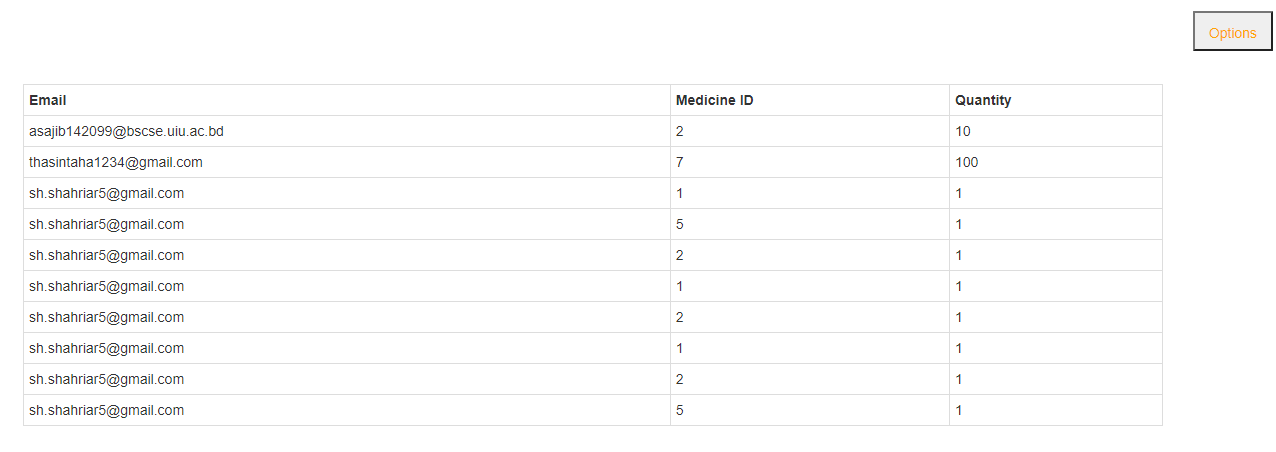 Options
Email Medicine ID Quantity
asajib142099@bscse.uiu.ac.bd 2 10
thasintaha1234@gmail.com 7 100
sh.shahriar5@gmail.com 1 1
sh.shahriar5@gmail.com 5 1
sh.shahriar5@gmail.com 2 1
sh.shahriar5@gmail.com 1 1
sh.shahriar5@gmail.com 2 1
sh.shahriar5@gmail.com 1 1
sh.shahriar5@gmail.com 2 1
sh.shahriar5@gmail.com 5 1